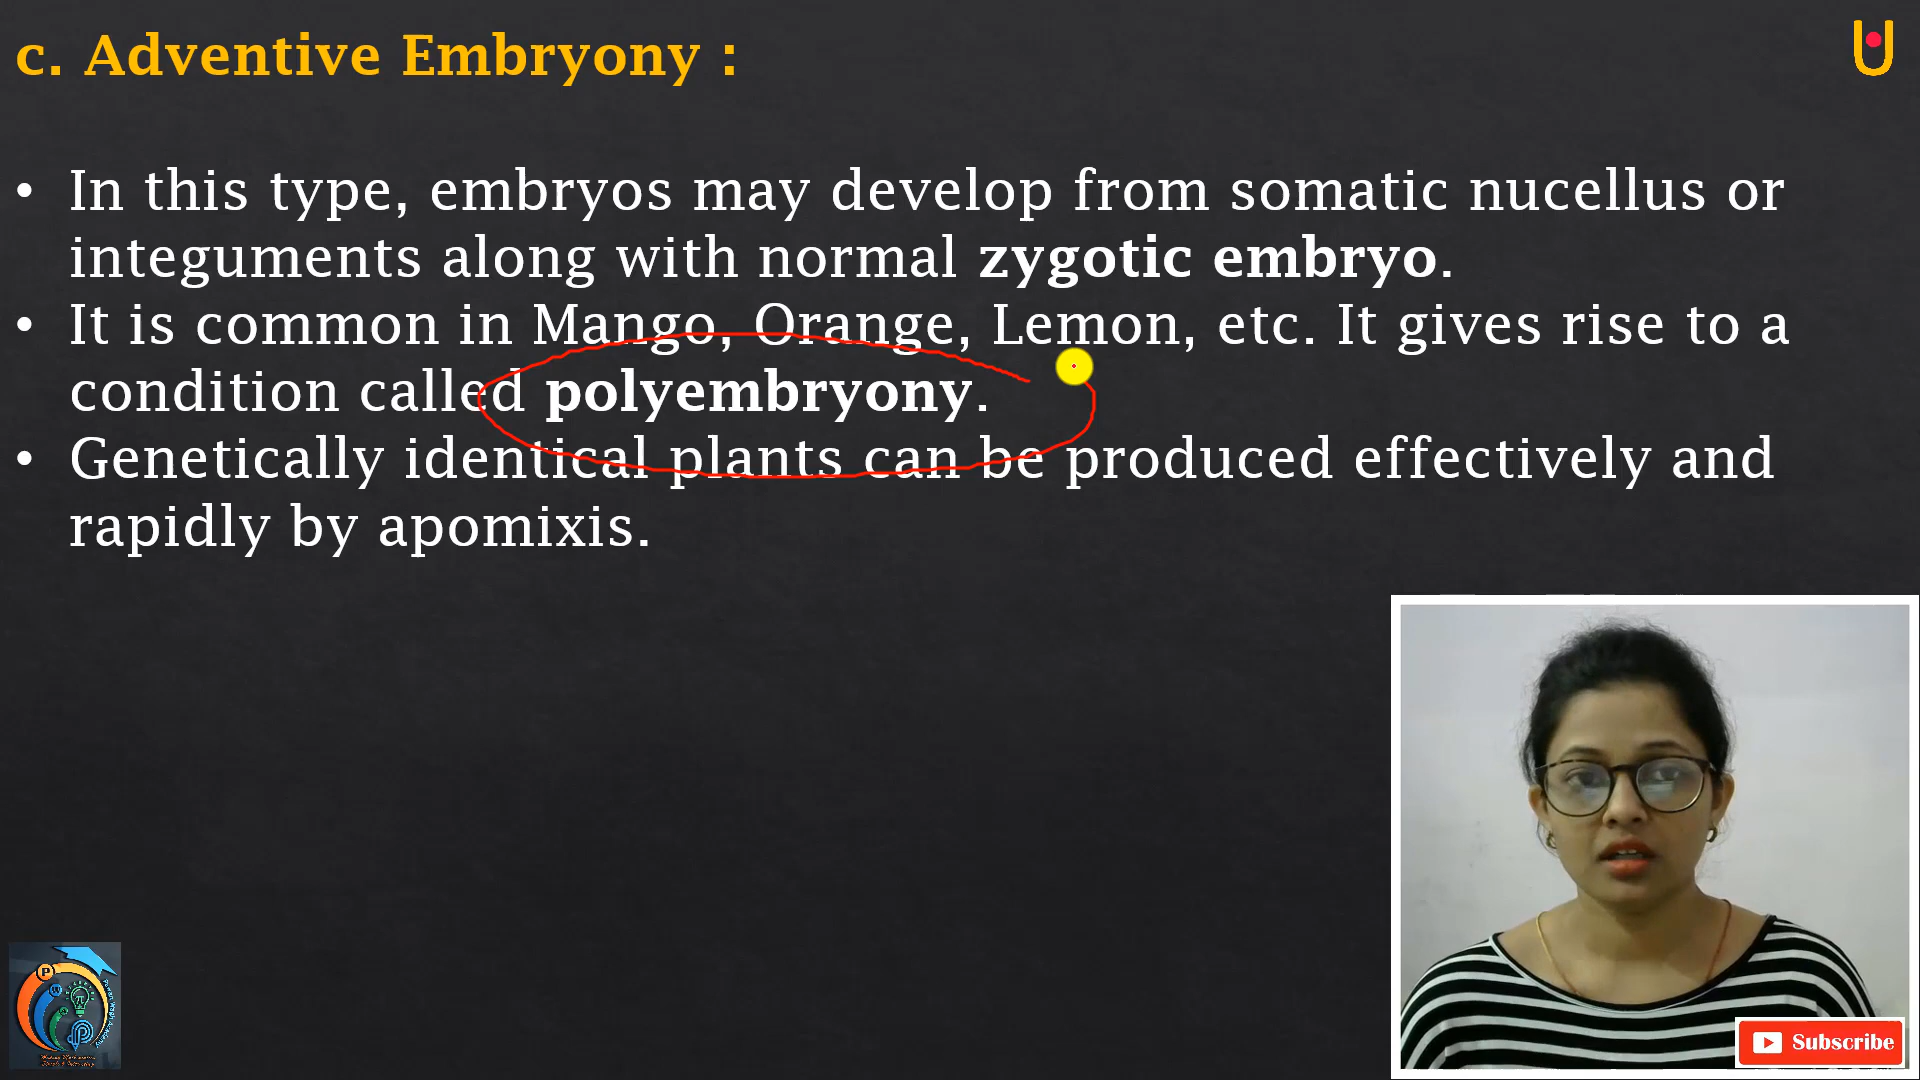 c. Adventive Embryony :
• In this type, embryos may develop from somatic nucellus or
integuments along with normal zygotic embryo.
• It is common in Mango, Orange, Lemon, etc. It gives rise to a
condition called polyembryony.
• Genetically identical plants can be produced effectively and
rapidly by apomixis.
Subscribe